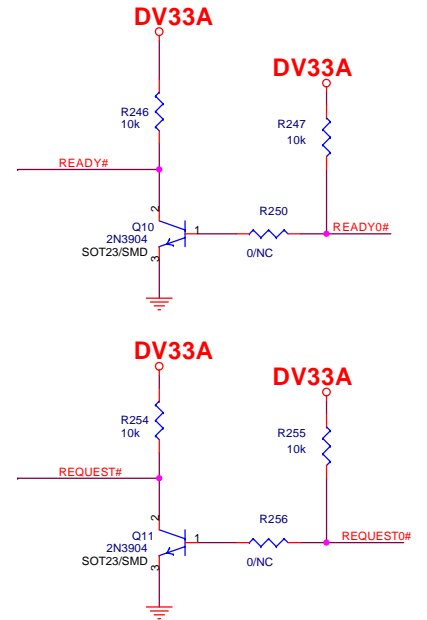 DV33A
DV33A
R246
10k
R247
10k
READY#
2
R250
Q10
2N3904
SOT23/SMD
1
READY0#
3
0/NC
DV33A
DV33A
R254
10k
R255
10k
REQUEST#
2
R256
Q11
2N3904
SOT23/SMD
1
REQUEST0#
3
0/NC